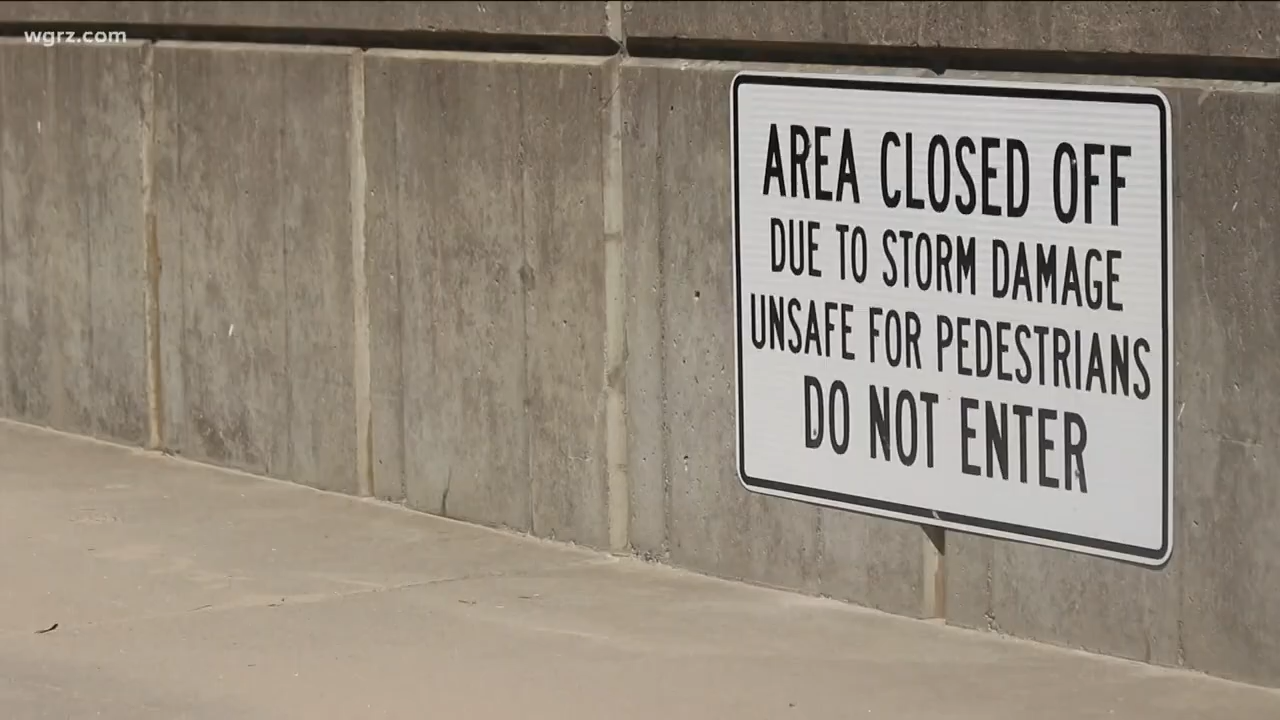 wgrz.com
AREA CLOSED OFF
DUE TO STORM DAMAGE
UNSAFE FOR PEDESTRIANS
DO NOT ENTER